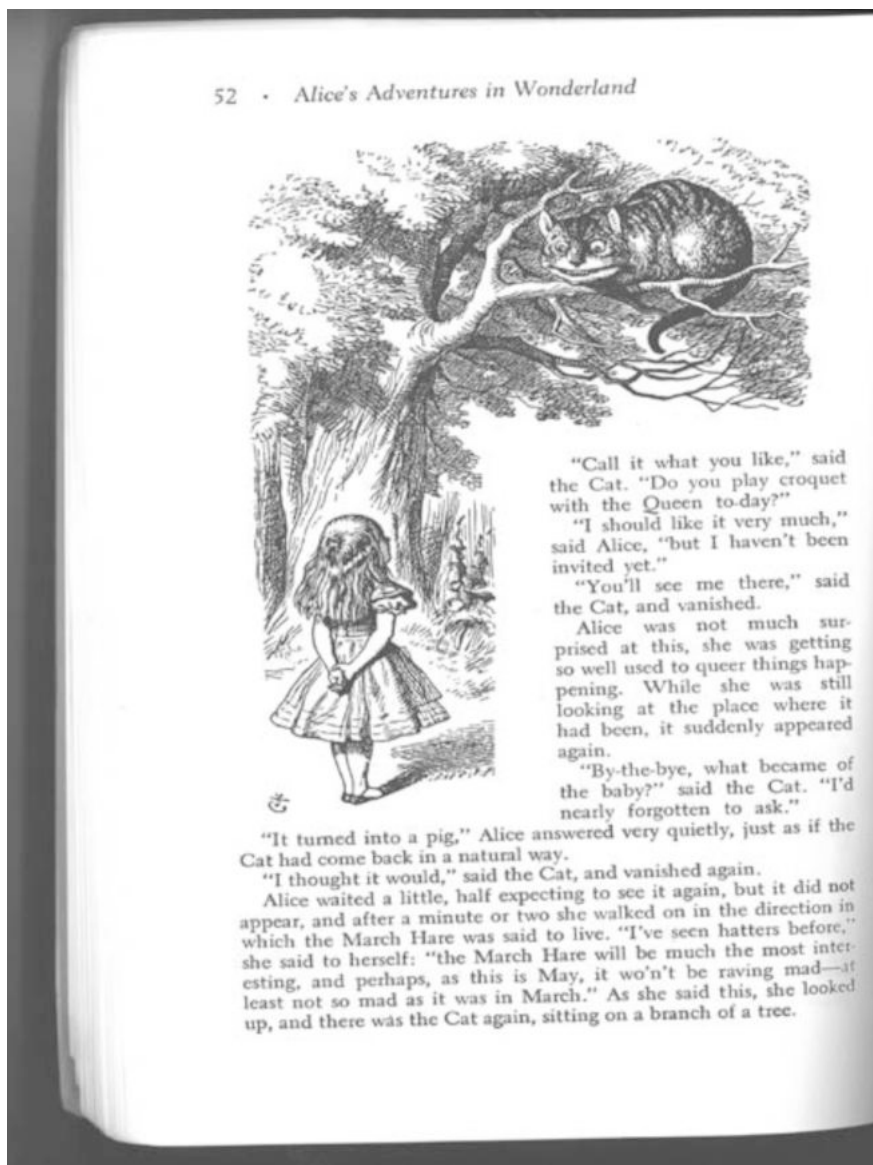 52 • Alice's Adventures in Wonderland
"Call it what you like," said
the Cat. "Do you play croquet
with the Queen to-day?"
"I should like it very much,"
said Alice, "but I haven't been
invited yet."
"You'll see me there," said
the Cat, and vanished.
Alice was not much sur-
prised at this, she was getting
so well used to queer things hap-
pening. While she was still
looking at the place where it
had been, it suddenly appeared
again.
"By-the-bye, what became of
the baby?" said the Cat. "I'd
nearly forgotten to ask."
"It turned into a pig," Alice answered very quietly, just as if the
Cat had come back in a natural way.
"I thought it would," said the Cat, and vanished again.
Alice waited a little, half expecting to see it again, but it did not
appear, and after a minute or two she walked on in the direction in
which the March Hare was said to live. "I've seen hatters before,"
she said to herself: "the March Hare will be much the most inter-
esting, and perhaps, as this is May, it wo'n't be raving mad—at
least not so mad as it was in March." As she said this, she looked
up, and there was the Cat again, sitting on a branch of a tree.